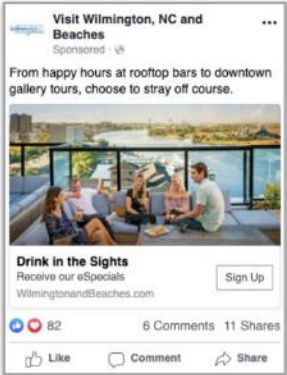 Visit Wilmington, NC and
Beaches
Sponsored ·
From happy hours at rooftop bars to downtown
gallery tours, choose to stray off course.
Drink in the Sights
Receive our eSpecials
WilmingtonandBeaches.com
Sign Up
82
6 Comments 11 Shares
Like Comment Share